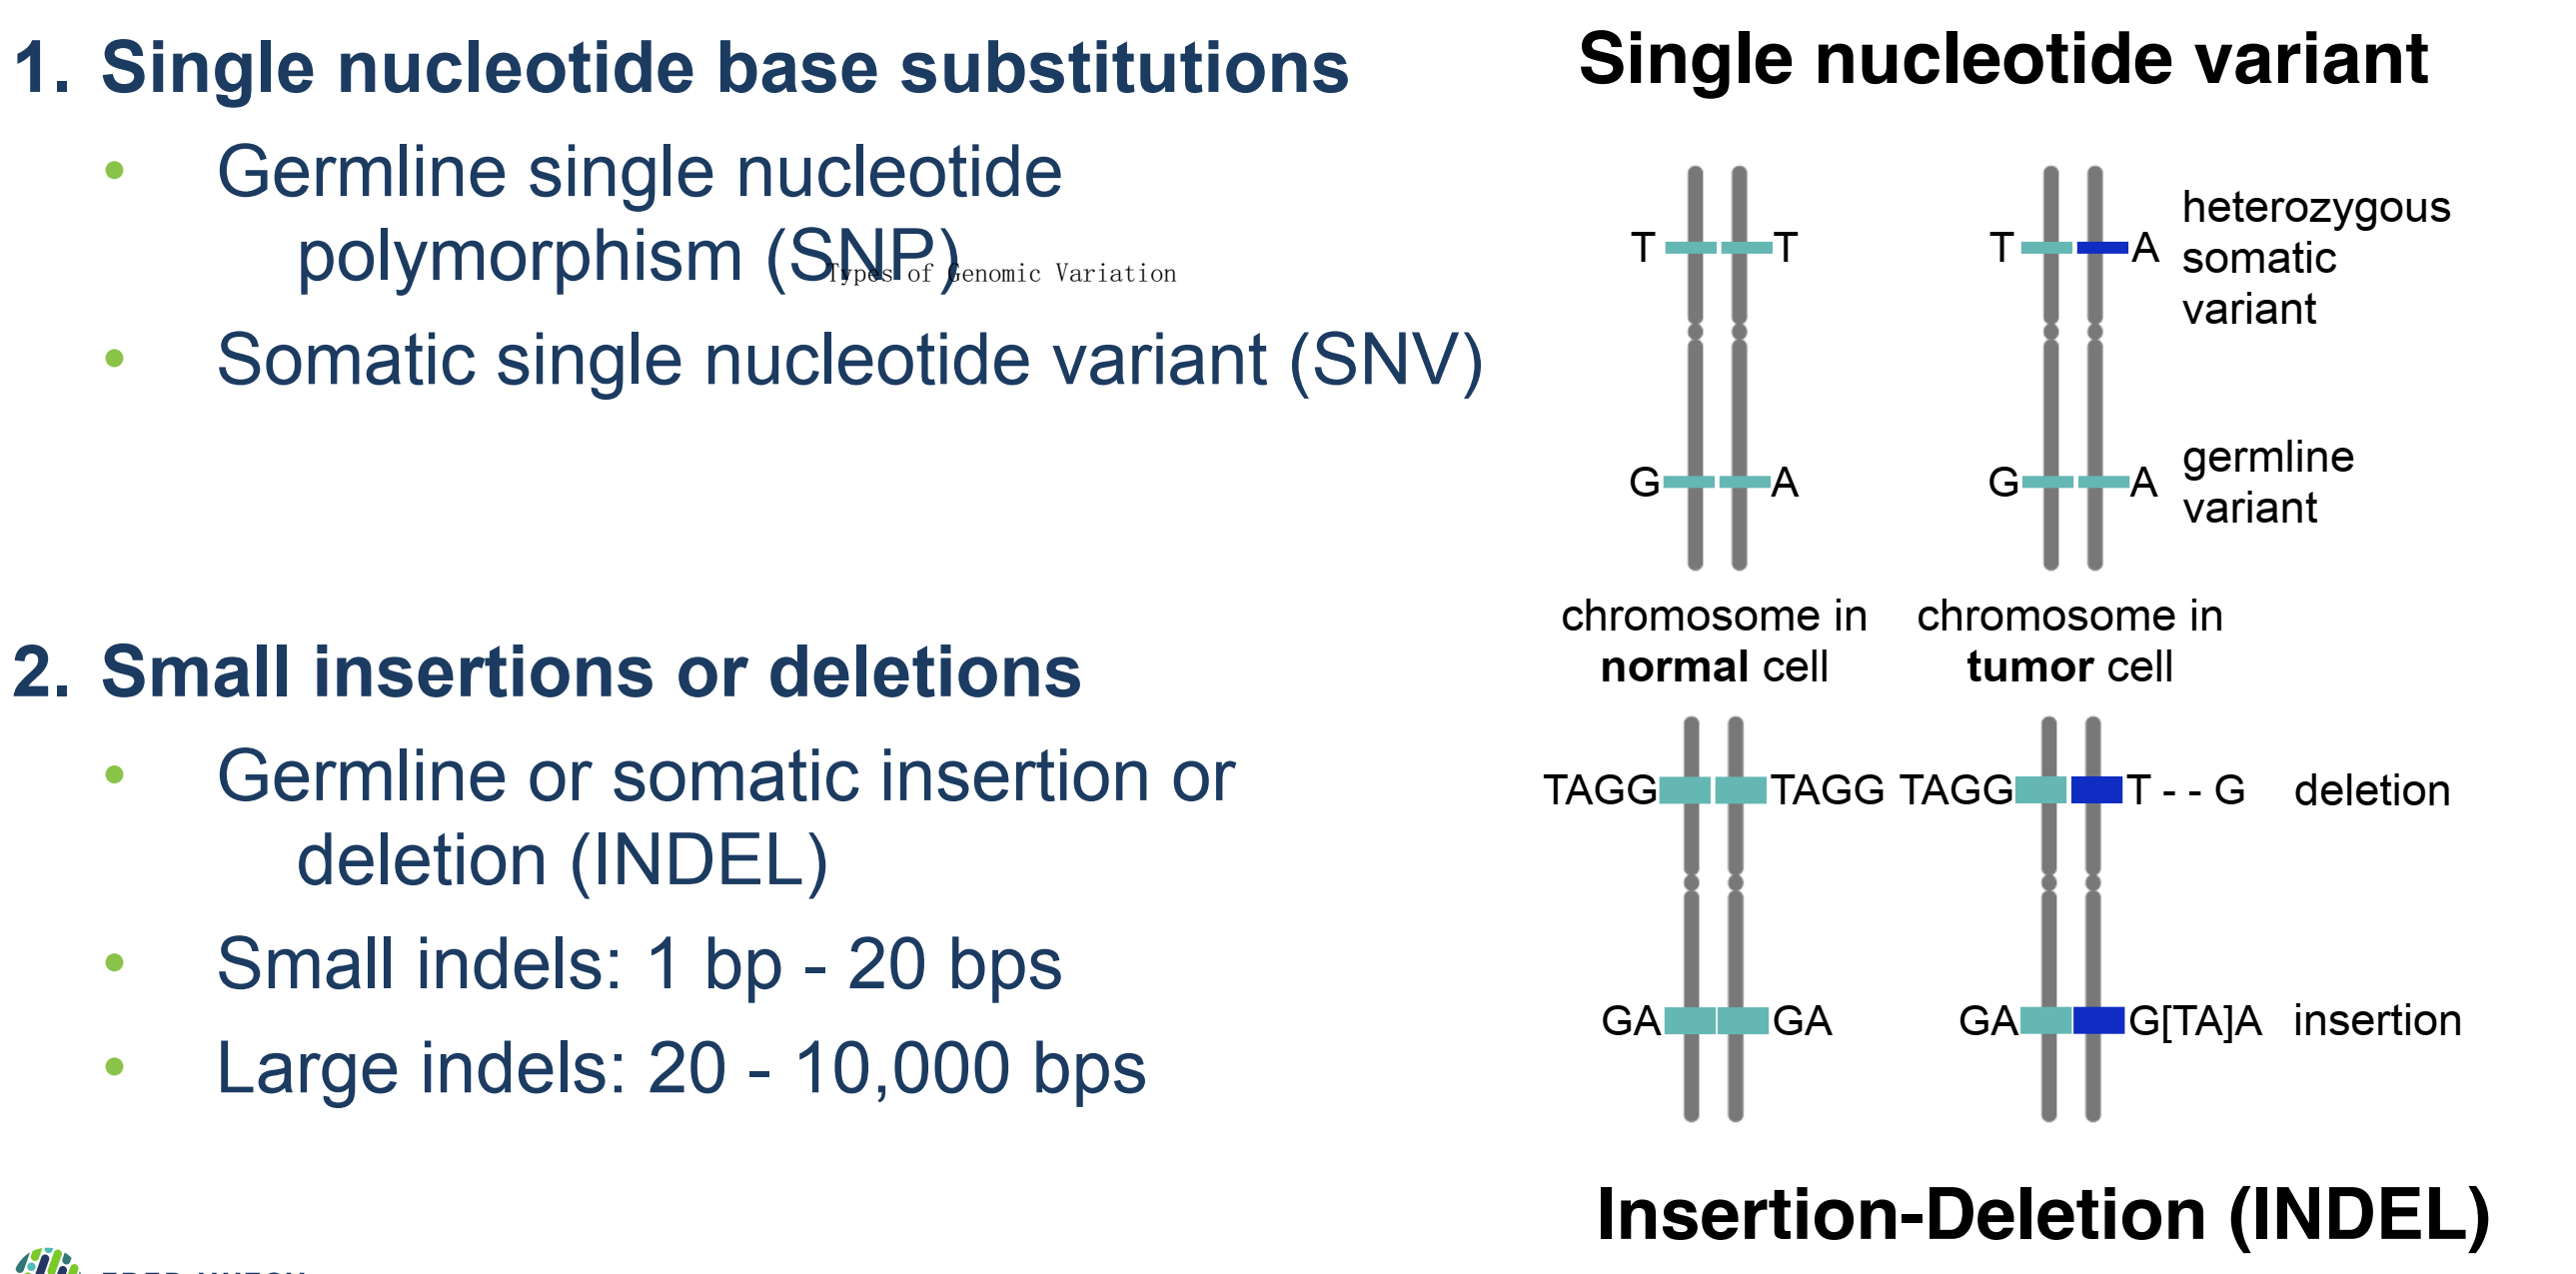 1. Single nucleotide base substitutions
• Germline single nucleotide
polymorphism (SNP)
Types of Genomic Variation
• Somatic single nucleotide variant (SNV)
2. Small insertions or deletions
• Germline or somatic insertion or
deletion (INDEL)
• Small indels: 1 bp - 20 bps
• Large indels: 20 - 10,000 bps
Single nucleotide variant
T T T A
heterozygous
somatic
variant
G A G A
germline
variant
chromosome in
normal cell
chromosome in
tumor cell
TAGG TAGG TAGG T - - G deletion
GA GA GA G[TA]A insertion
Insertion-Deletion (INDEL)